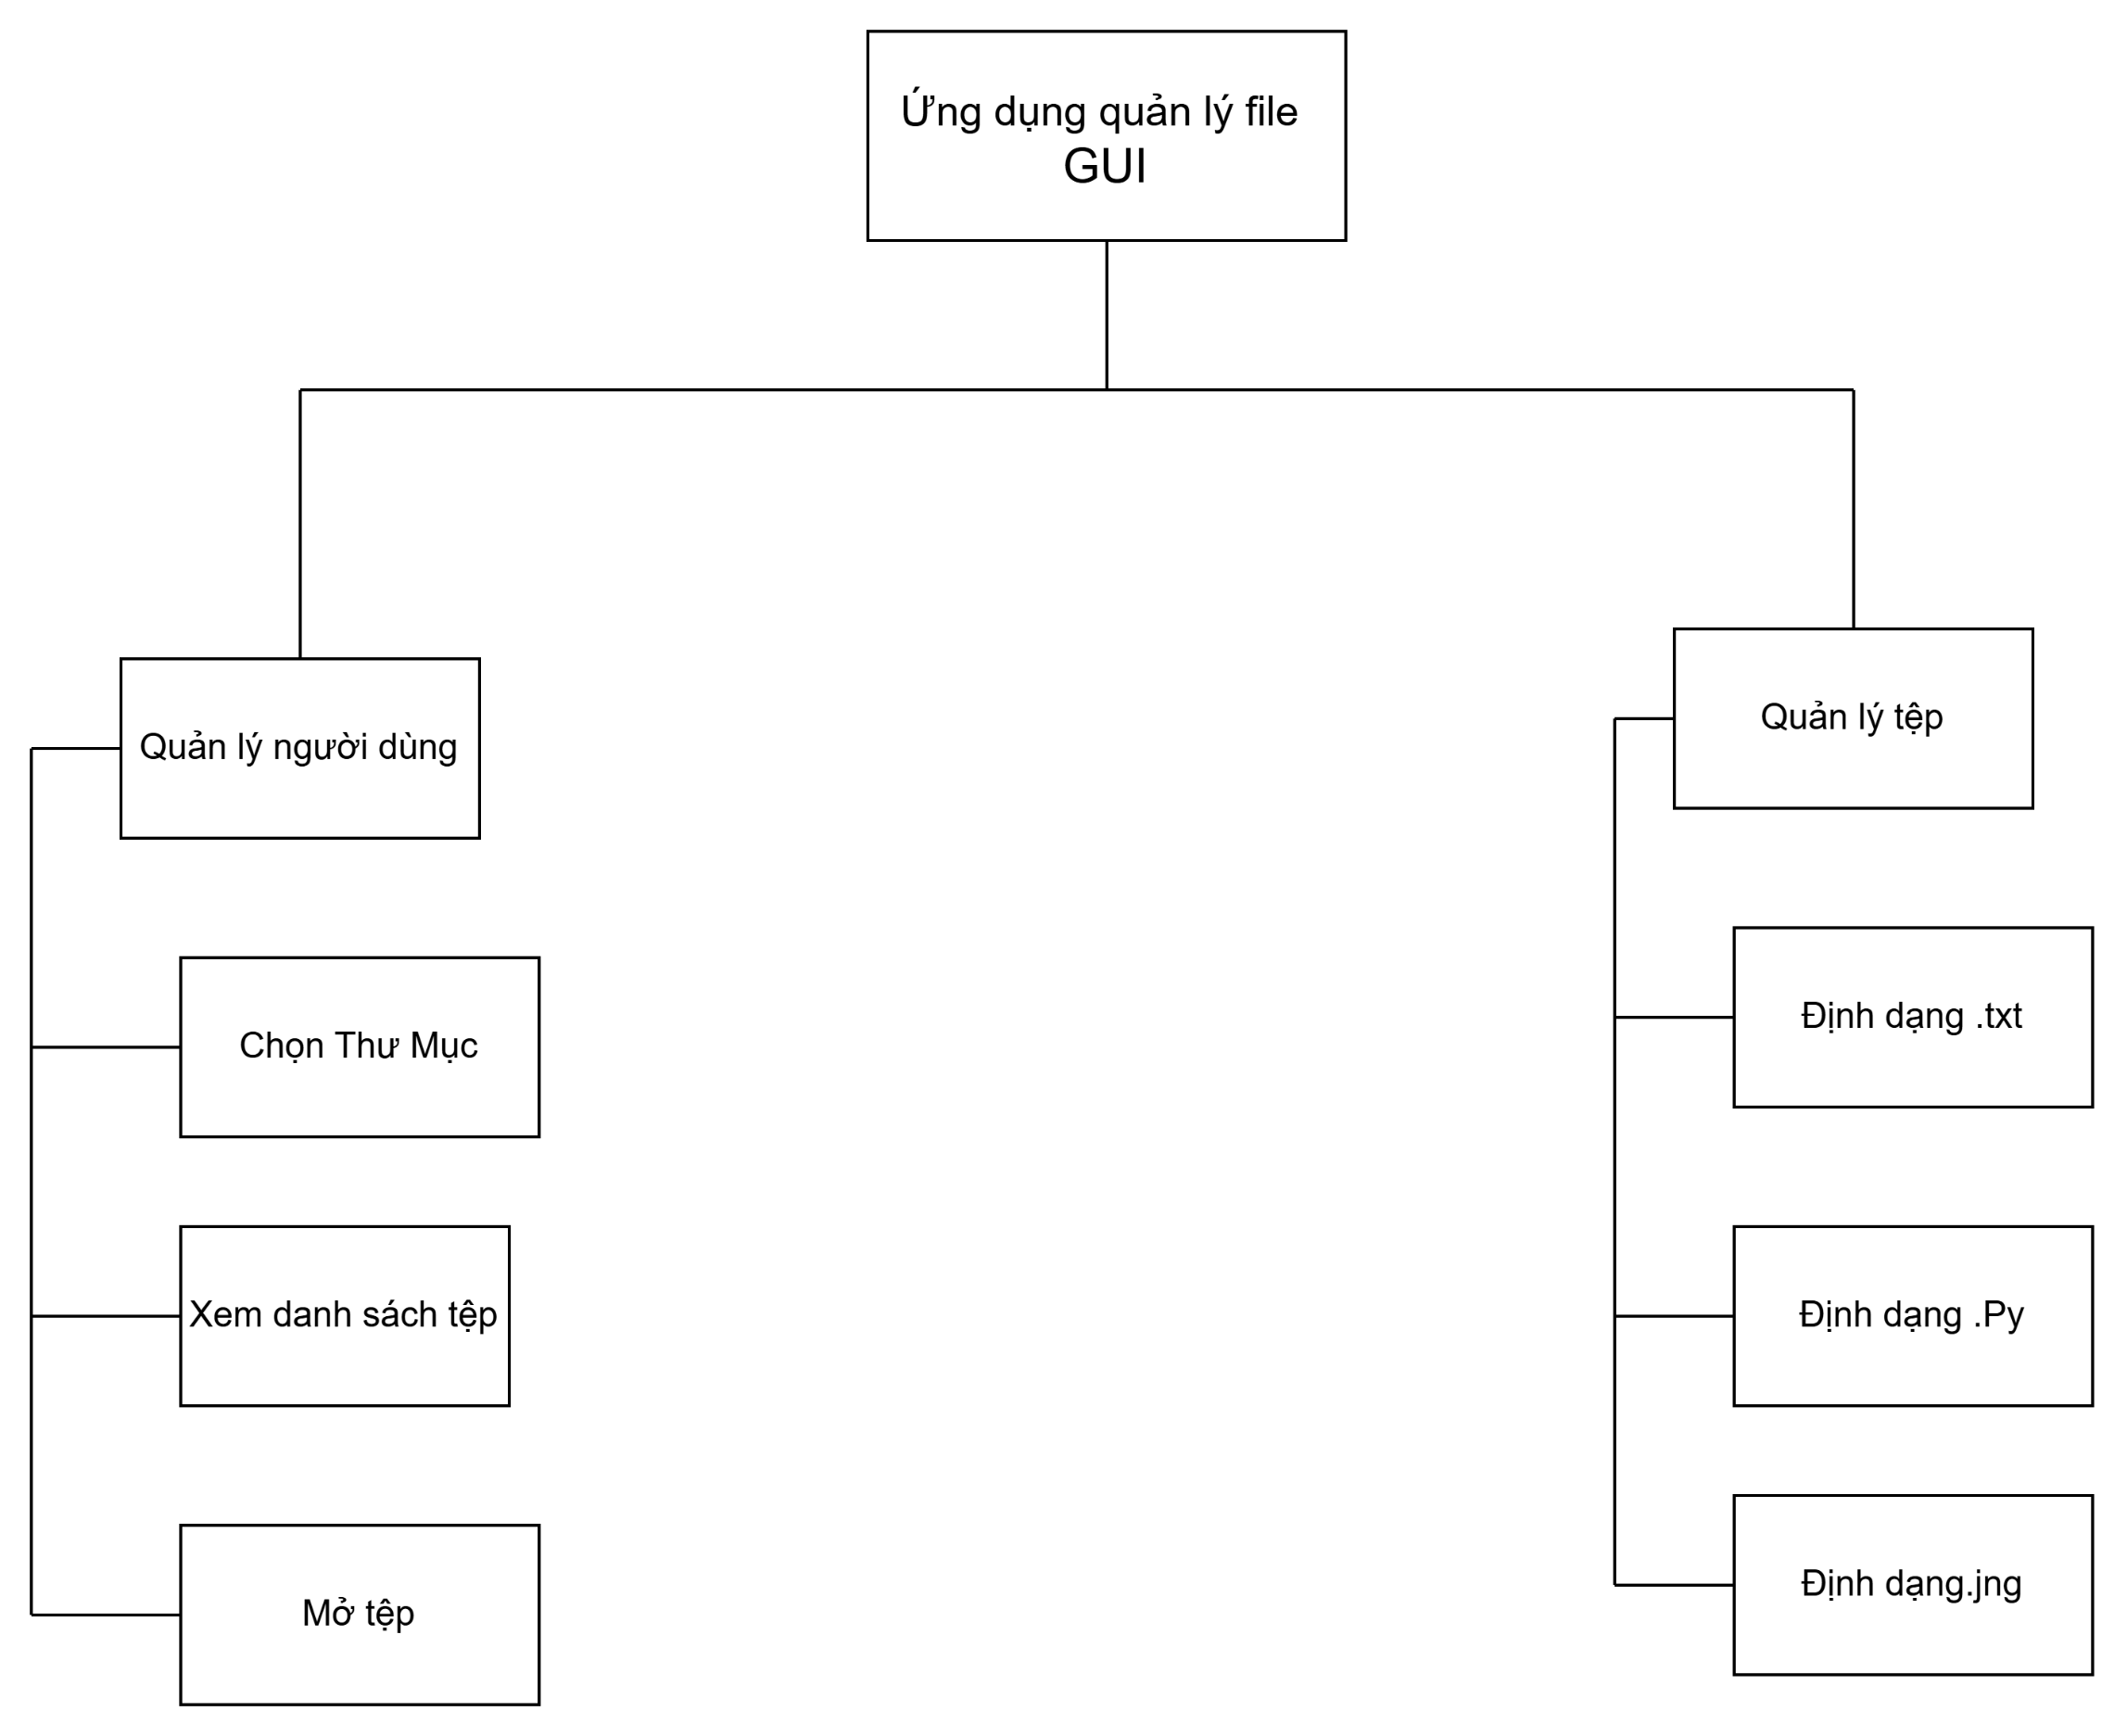 Ứng dụng quản lý file
GUI
Quản lý người dùng
Chọn Thư Mục
Xem danh sách tệp
Mở tệp
Quản lý tệp
Định dạng .txt
Định dạng .Py
Định dạng.jng